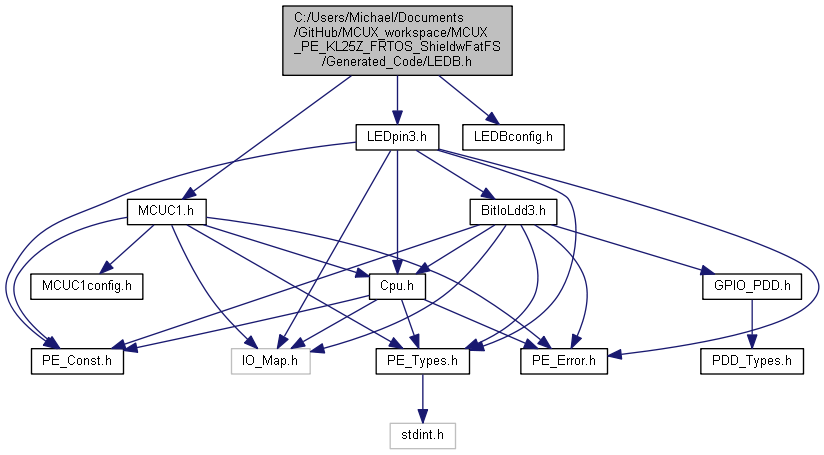 C:/Users/Michael/Documents
/GitHub/MCUX_workspace/MCUX
_PE_KL25Z_FRTOS_ShieldwFatFS
/Generated_Code/LEDB.h
LEDpin3.h
LEDBconfig.h
MCUC1.h
BitIoLdd3.h
MCUC1config.h
Cpu.h
GPIO_PDD.h
PE_Const.h
IO_Map.h
PE_Types.h
PE_Error.h
PDD_Types.h
stdint.h